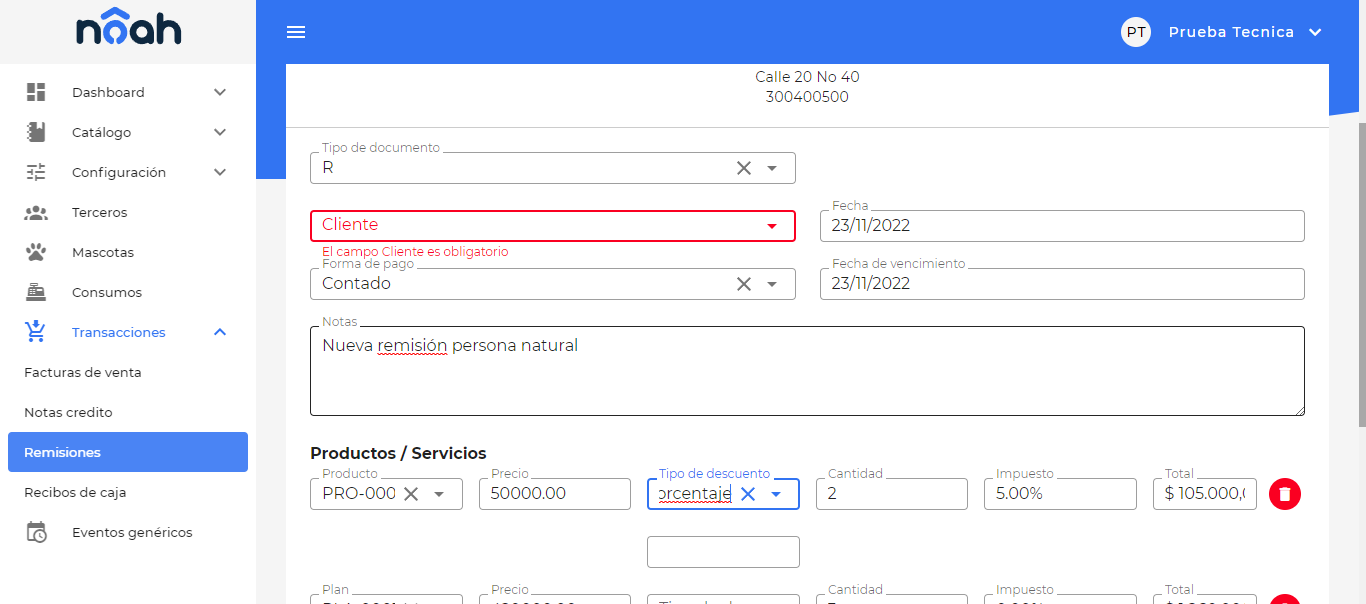 nôah
PT Prueba Tecnica
Dashboard
Catálogo
Configuración
Terceros
Mascotas
Consumos
Transacciones
Facturas de venta
Notas credito
Remisiones
Recibos de caja
Eventos genéricos
Calle 20 No 40
300400500
Tipo de documento
R
Cliente
El campo Cliente es obligatorio
Fecha
23/11/2022
Forma de pago
Contado
Fecha de vencimiento
23/11/2022
Notas
Nueva remisión persona natural
Productos / Servicios
Producto Precio Tipo de descuento Cantidad Impuesto Total
PRO-000 50000.00 orcentaje 2 5.00% $ 105.000,
Plan Precio Cantidad Impuesto Total